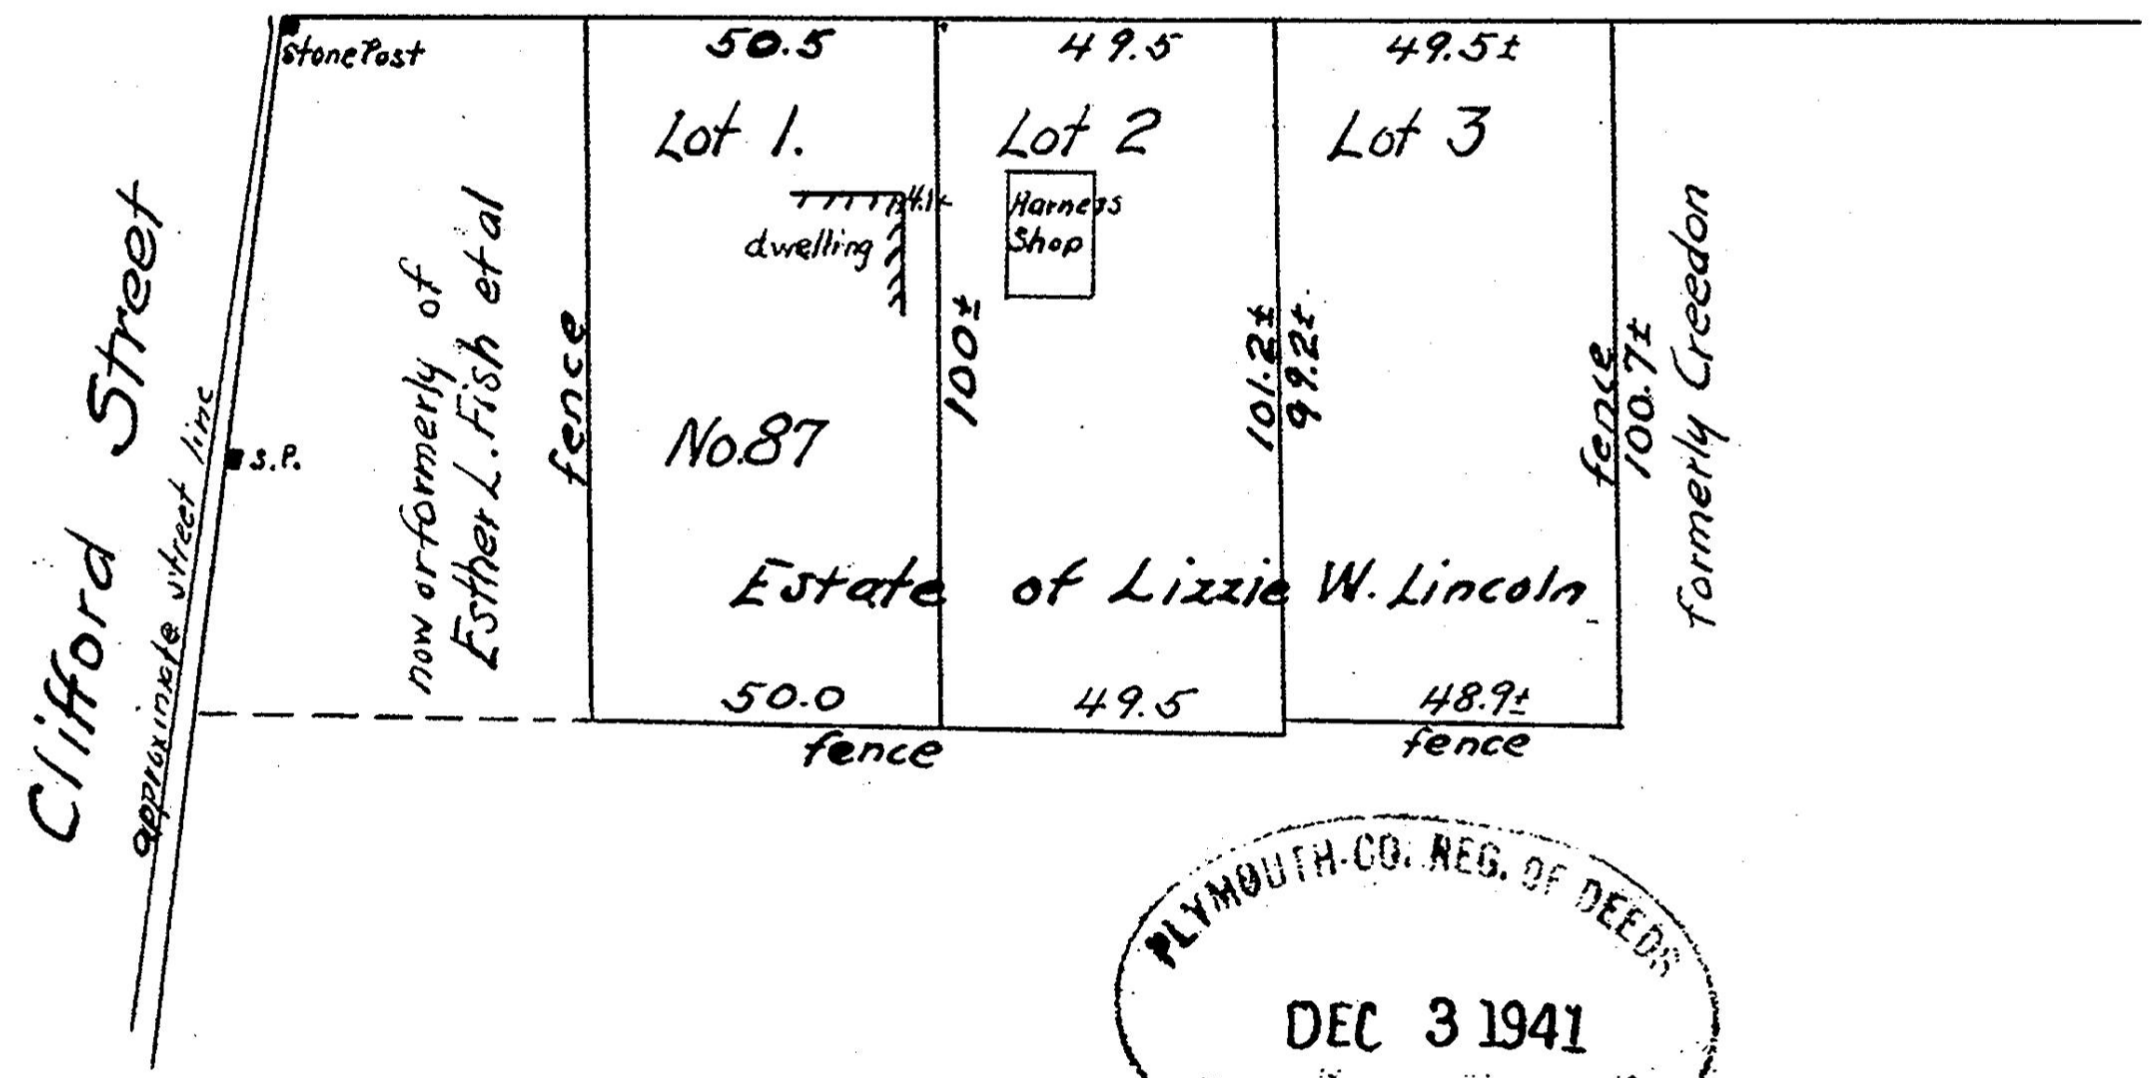 stone Post
50.5
49.5
49.5±
Lot 1.
Lot 2
Lot 3
4.1±
dwelling
Harness
Shop
Clifford Street
approximate street line
S.P.
now or formerly of
Esther L. Fish et al
fence
No.87
100±
101.2±
99.2±
fence
100.7±
formerly Creedon
Estate of Lizzie W. Lincoln
50.0
49.5
48.9±
fence
fence
PLYMOUTH CO. REG. OF DEEDS
DEC 3 1941